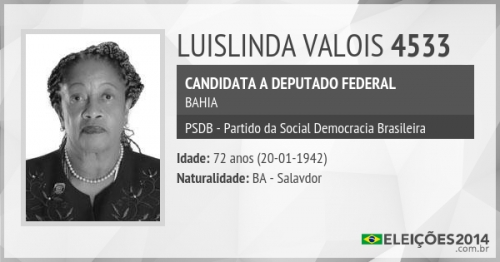 LUISLINDA VALOIS 4533
CANDIDATA A DEPUTADO FEDERAL
BAHIA
PSDB - Partido da Social Democracia Brasileira
Idade: 72 anos (20-01-1942)
Naturalidade: BA - Salavdor
ELEIÇÕES2014
.com.br